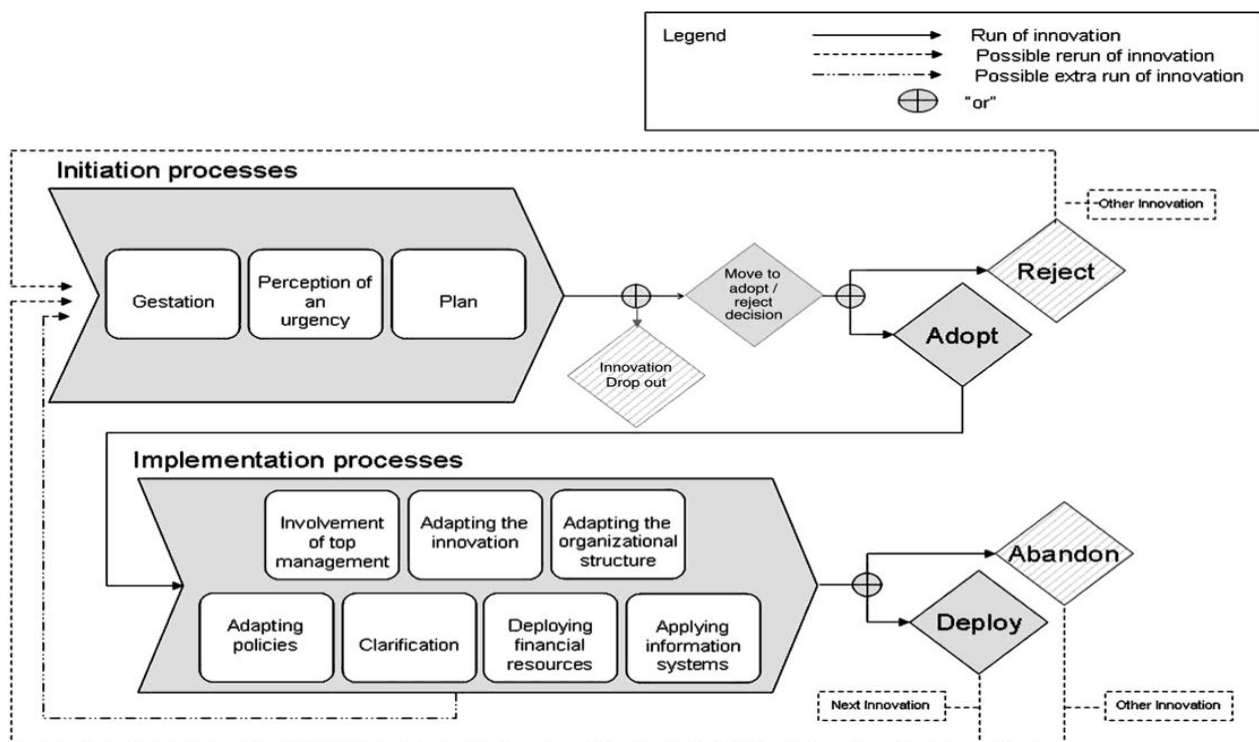 Legend
Run of innovation
Possible rerun of innovation
Possible extra run of innovation
"or"
Initiation processes
Other Innovation
Gestation
Perception of
an
urgency
Plan
Move to
adopt /
reject
decision
Reject
Adopt
Innovation
Drop out
Implementation processes
Involvement
of top
management
Adapting the
innovation
Adapting the
organizational
structure
Abandon
Adapting
policies
Clarification
Deploying
financial
resources
Applying
information
systems
Deploy
Next Innovation
Other Innovation